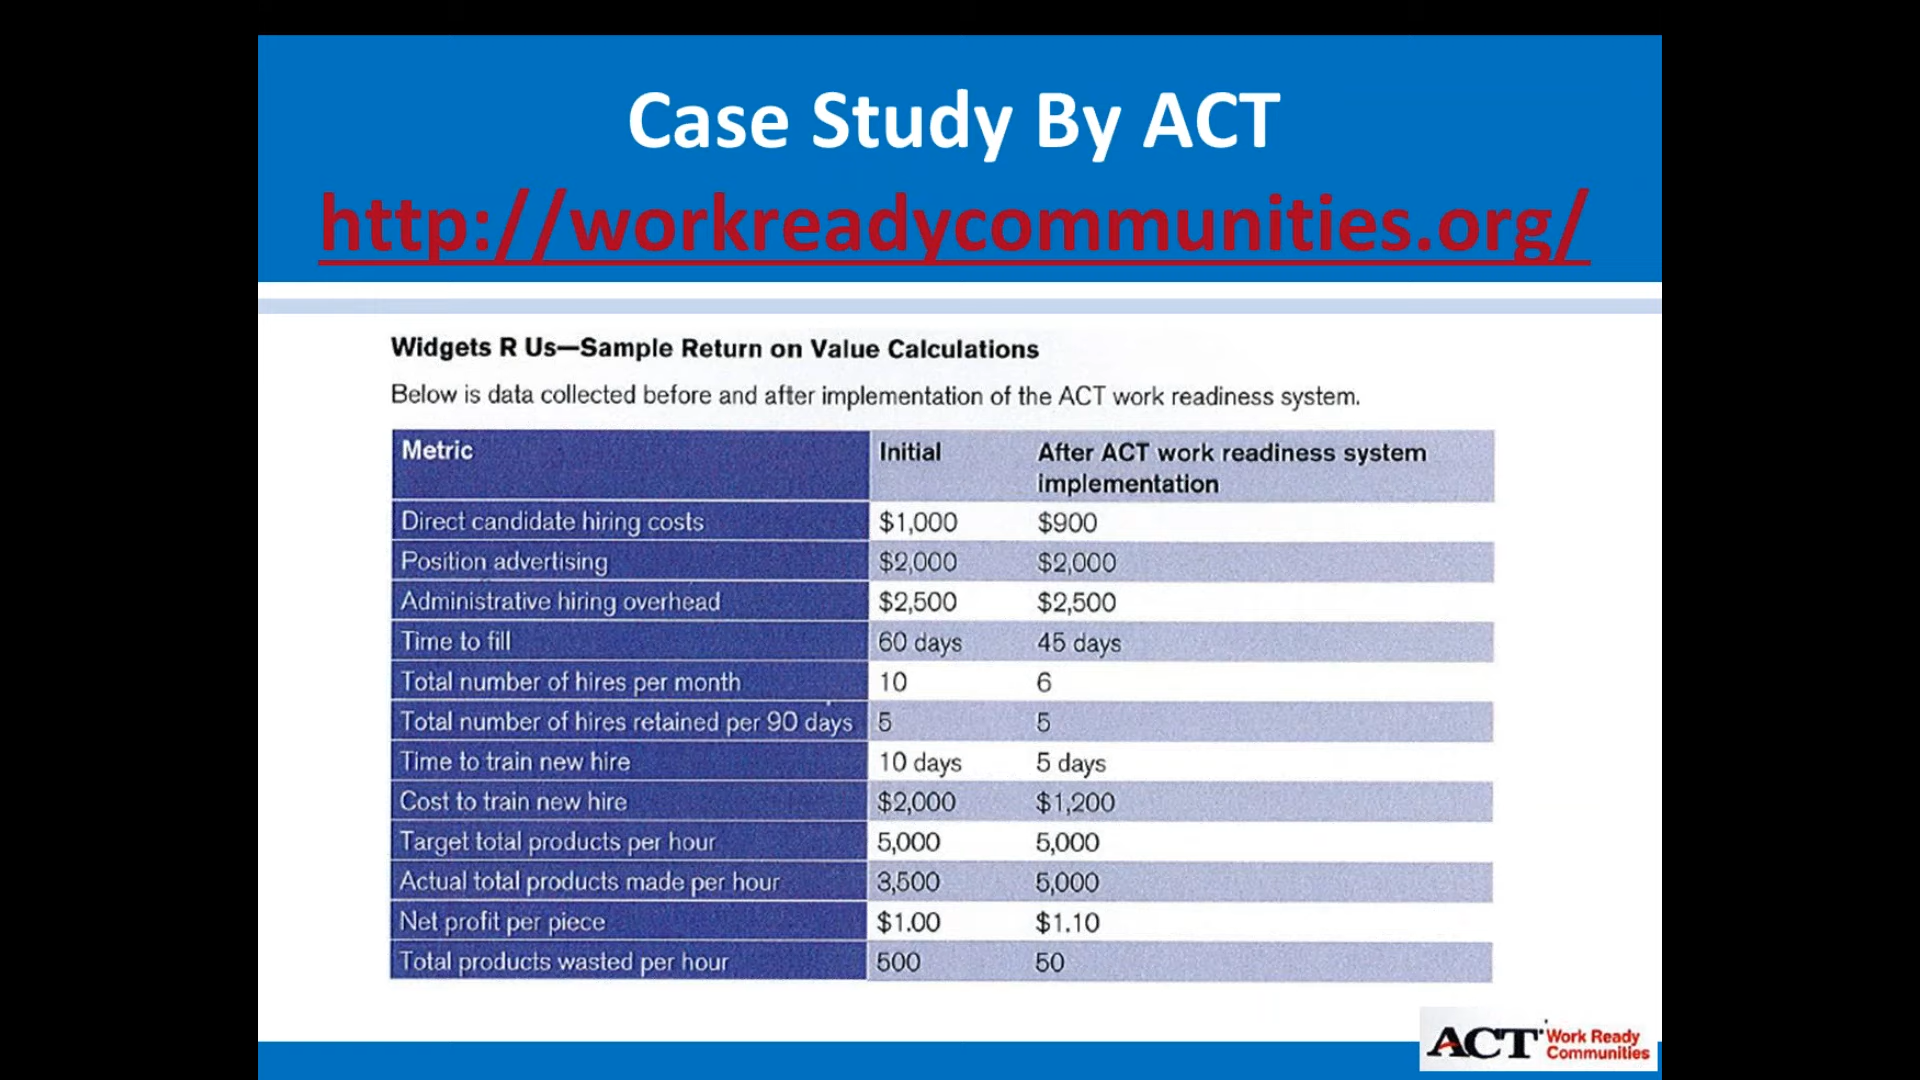 Case Study By ACT
http://workreadycommunities.org/
Widgets R Us—Sample Return on Value Calculations
Below is data collected before and after implementation of the ACT work readiness system.
Metric Initial After ACT work readiness system
implementation
Direct candidate hiring costs $1,000 $900
Position advertising $2,000 $2,000
Administrative hiring overhead $2,500 $2,500
Time to fill 60 days 45 days
Total number of hires per month 10 6
Total number of hires retained per 90 days 5 5
Time to train new hire 10 days 5 days
Cost to train new hire $2,000 $1,200
Target total products per hour 5,000 5,000
Actual total products made per hour 3,500 5,000
Net profit per piece $1.00 $1.10
Total products wasted per hour 500 50
ACT Work Ready
Communities